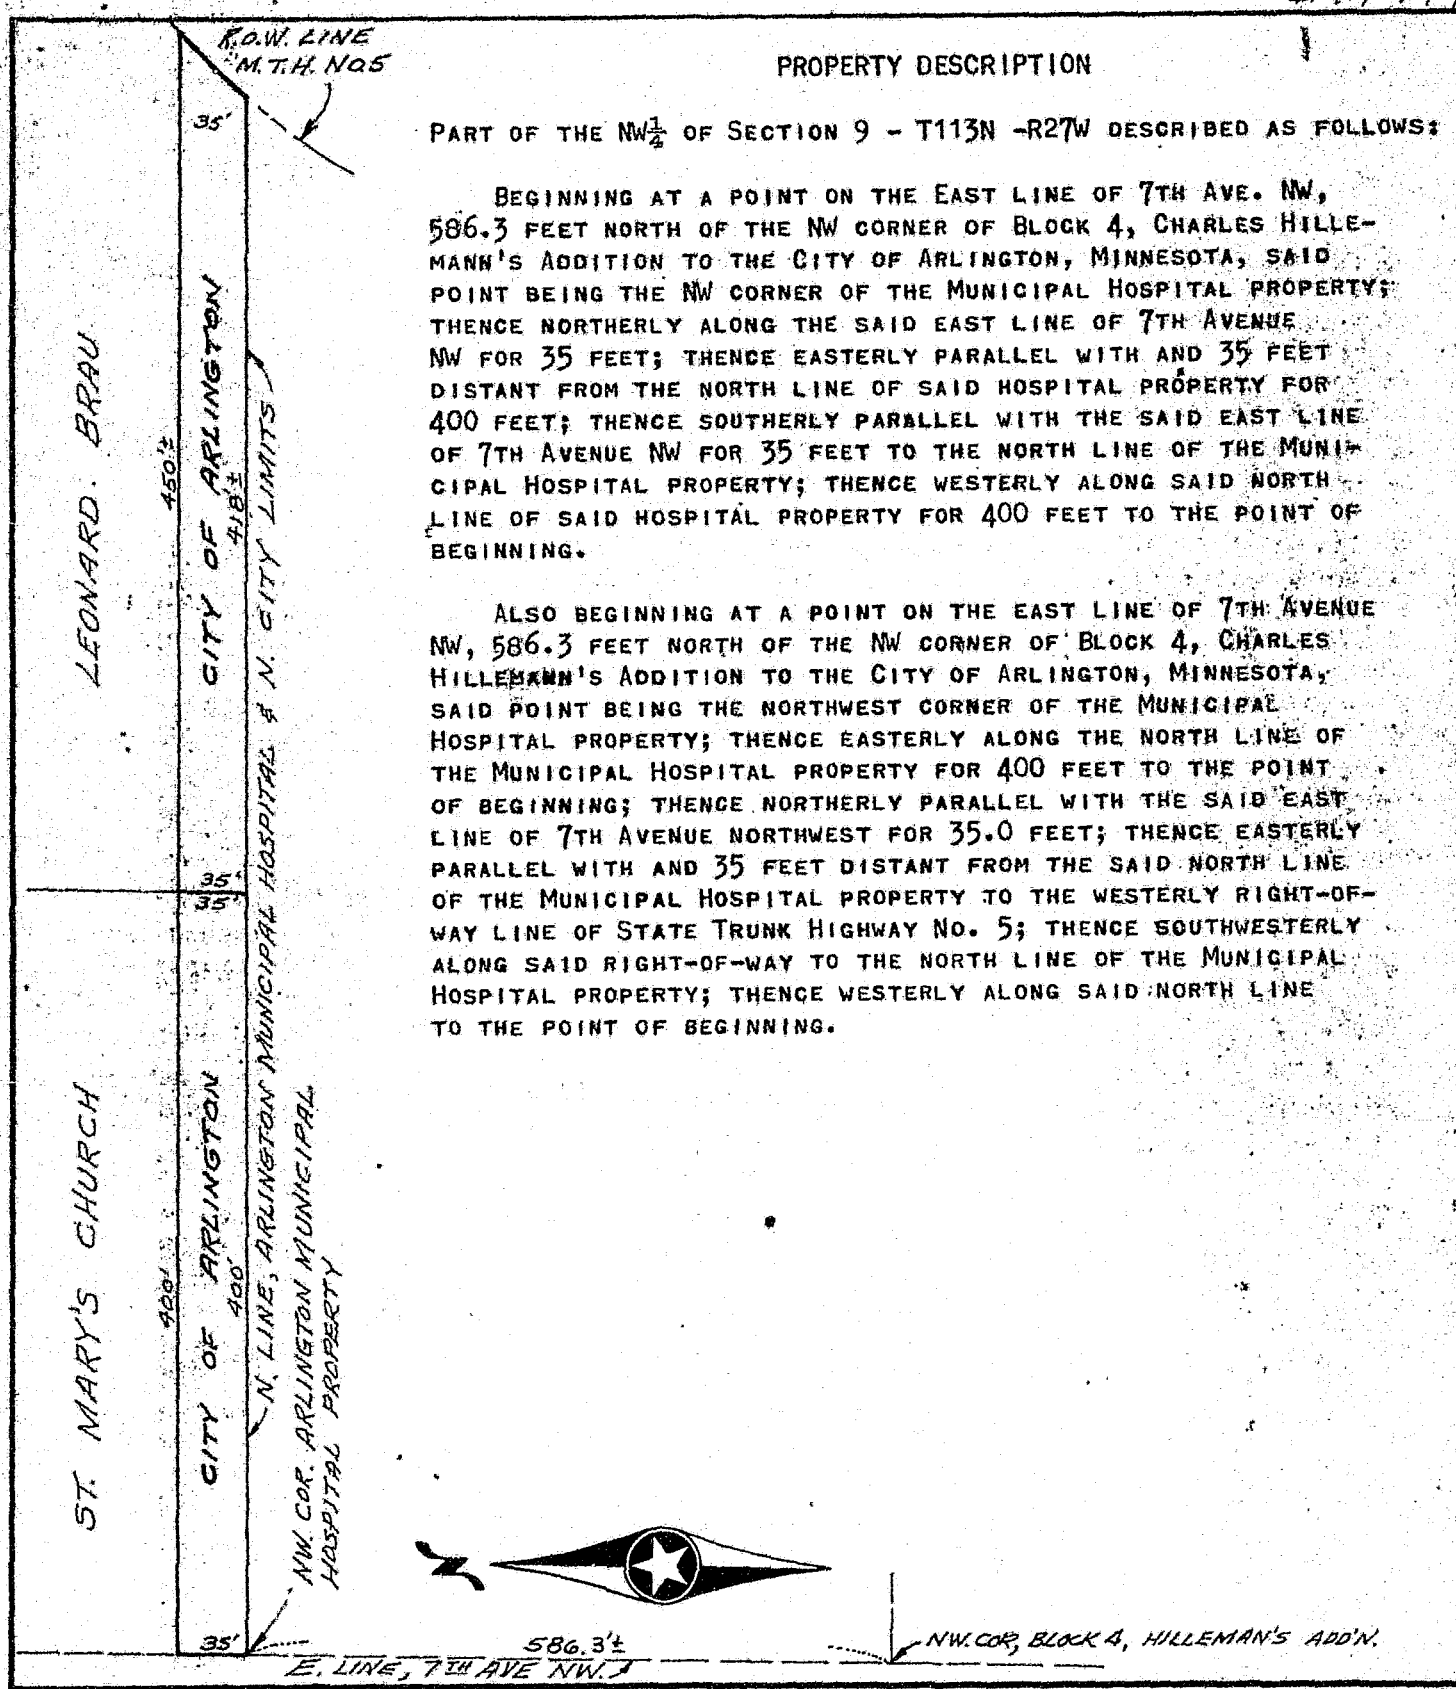 R.O.W. LINE
M.T.H. NO5
PROPERTY DESCRIPTION
PART OF THE NW¼ OF SECTION 9 - T113N -R27W DESCRIBED AS FOLLOWS:
BEGINNING AT A POINT ON THE EAST LINE OF 7TH AVE. NW,
586.3 FEET NORTH OF THE NW CORNER OF BLOCK 4, CHARLES HILLE-
MANN'S ADDITION TO THE CITY OF ARLINGTON, MINNESOTA, SAID
POINT BEING THE NW CORNER OF THE MUNICIPAL HOSPITAL PROPERTY;
THENCE NORTHERLY ALONG THE SAID EAST LINE OF 7TH AVENUE
NW FOR 35 FEET; THENCE EASTERLY PARALLEL WITH AND 35 FEET
DISTANT FROM THE NORTH LINE OF SAID HOSPITAL PROPERTY FOR
400 FEET; THENCE SOUTHERLY PARALLEL WITH THE SAID EAST LINE
OF 7TH AVENUE NW FOR 35 FEET TO THE NORTH LINE OF THE MUNI-
CIPAL HOSPITAL PROPERTY; THENCE WESTERLY ALONG SAID NORTH
LINE OF SAID HOSPITAL PROPERTY FOR 400 FEET TO THE POINT OF
BEGINNING.
ALSO BEGINNING AT A POINT ON THE EAST LINE OF 7TH AVENUE
NW, 586.3 FEET NORTH OF THE NW CORNER OF BLOCK 4, CHARLES
HILLEMANN'S ADDITION TO THE CITY OF ARLINGTON, MINNESOTA,
SAID POINT BEING THE NORTHWEST CORNER OF THE MUNICIPAL
HOSPITAL PROPERTY; THENCE EASTERLY ALONG THE NORTH LINE OF
THE MUNICIPAL HOSPITAL PROPERTY FOR 400 FEET TO THE POINT
OF BEGINNING; THENCE NORTHERLY PARALLEL WITH THE SAID EAST
LINE OF 7TH AVENUE NORTHWEST FOR 35.0 FEET; THENCE EASTERLY
PARALLEL WITH AND 35 FEET DISTANT FROM THE SAID NORTH LINE
OF THE MUNICIPAL HOSPITAL PROPERTY TO THE WESTERLY RIGHT-OF-
WAY LINE OF STATE TRUNK HIGHWAY NO. 5; THENCE SOUTHWESTERLY
ALONG SAID RIGHT-OF-WAY TO THE NORTH LINE OF THE MUNICIPAL
HOSPITAL PROPERTY; THENCE WESTERLY ALONG SAID NORTH LINE
TO THE POINT OF BEGINNING.
35'
LEONARD. BRAU
450'±
CITY OF ARLINGTON
418'±
N. LINE, ARLINGTON MUNICIPAL HOSPITAL & N. CITY LIMITS
35'
35'
ST. MARY'S CHURCH
400'
CITY OF ARLINGTON
400'
NW. COR. ARLINGTON MUNICIPAL
HOSPITAL PROPERTY
N
35'
586.3'±
NW. COR, BLOCK 4, HILLEMAN'S ADD'N.
E. LINE, 7TH AVE NW.